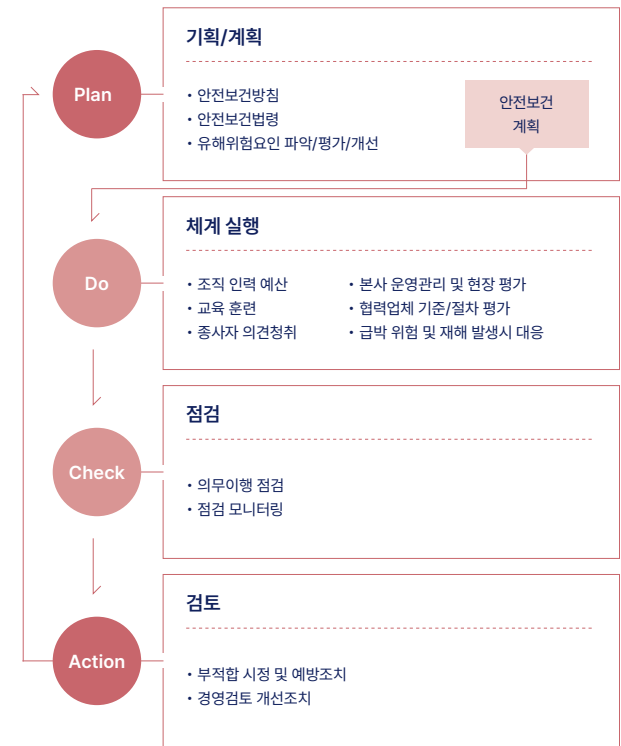 Plan
기획/계획
• 안전보건방침
• 안전보건법령
• 유해위험요인 파악/평가/개선
안전보건
계획
Do
체계 실행
• 조직 인력 예산
• 교육 훈련
• 종사자 의견청취
• 본사 운영관리 및 현장 평가
• 협력업체 기준/절차 평가
• 급박 위험 및 재해 발생시 대응
Check
점검
• 의무이행 점검
• 점검 모니터링
Action
검토
• 부적합 시정 및 예방조치
• 경영검토 개선조치